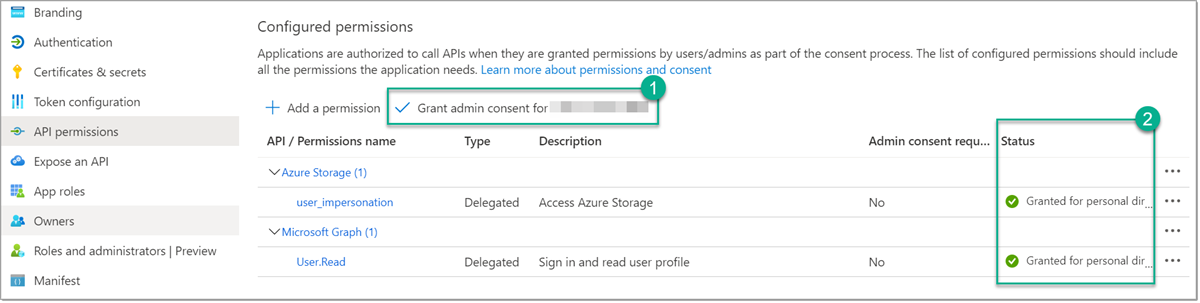 Branding
Authentication
Certificates & secrets
Token configuration
API permissions
Expose an API
App roles
Owners
Roles and administrators | Preview
Manifest
Configured permissions
Applications are authorized to call APIs when they are granted permissions by users/admins as part of the consent process. The list of configured permissions should include
all the permissions the application needs. Learn more about permissions and consent
1
Add a permission Grant admin consent for
2
API / Permissions name Type Description Admin consent requ... Status
Azure Storage (1) ...
user_impersonation Delegated Access Azure Storage No Granted for personal dir... ...
Microsoft Graph (1) ...
User.Read Delegated Sign in and read user profile No Granted for personal dir... ...